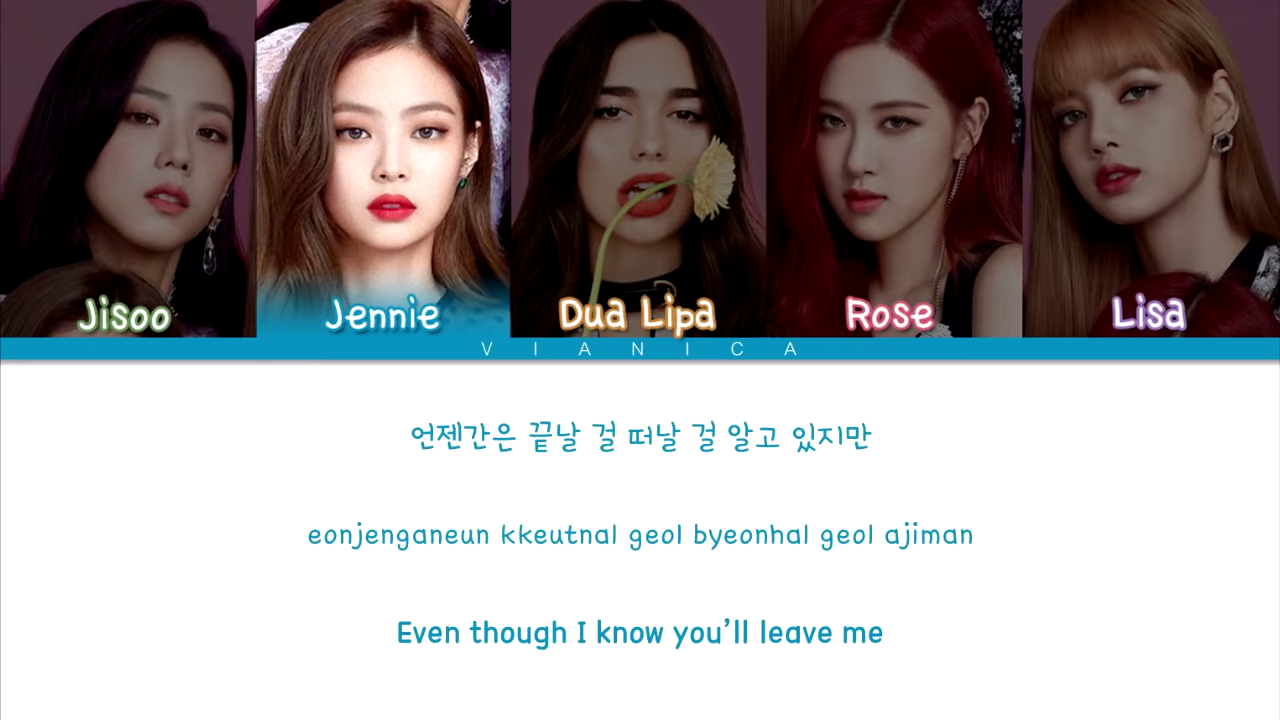 Jisoo
Jennie
Dua Lipa
Rose
Lisa
VIANICA
언젠간은 끝날 걸 떠날 걸 알고 있지만
eonjenganeun kkeutnal geol byeonhal geol ajiman
Even though I know you’ll leave me